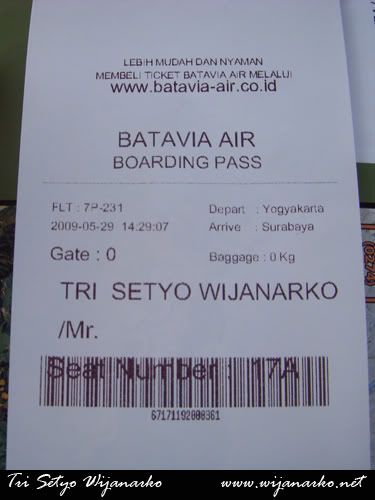 LEBIH MUDAH DAN NYAMAN
MEMBELI TICKET BATAVIA AIR MELALUI
www.batavia-air.co.id
BATAVIA AIR
BOARDING PASS
FLT : 7P-231 Depart : Yogyakarta
2009-05-29 14:29:07 Arrive : Surabaya
Gate : 0 Baggage : 0 Kg
TRI SETYO WIJANARKO
/Mr.
Seat Number : 17A
67171192000361
Tri Setyo Wijanarko www.wijanarko.net